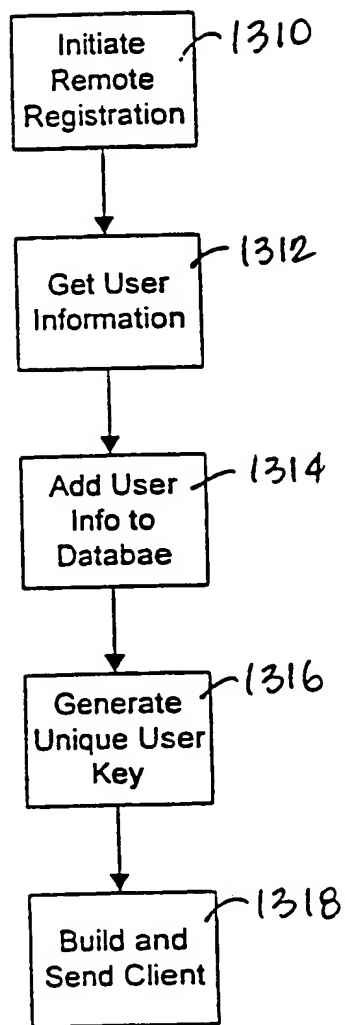 Initiate
Remote
Registration
1310
Get User
Information
1312
Add User
Info to
Databae
1314
Generate
Unique User
Key
1316
Build and
Send Client
1318